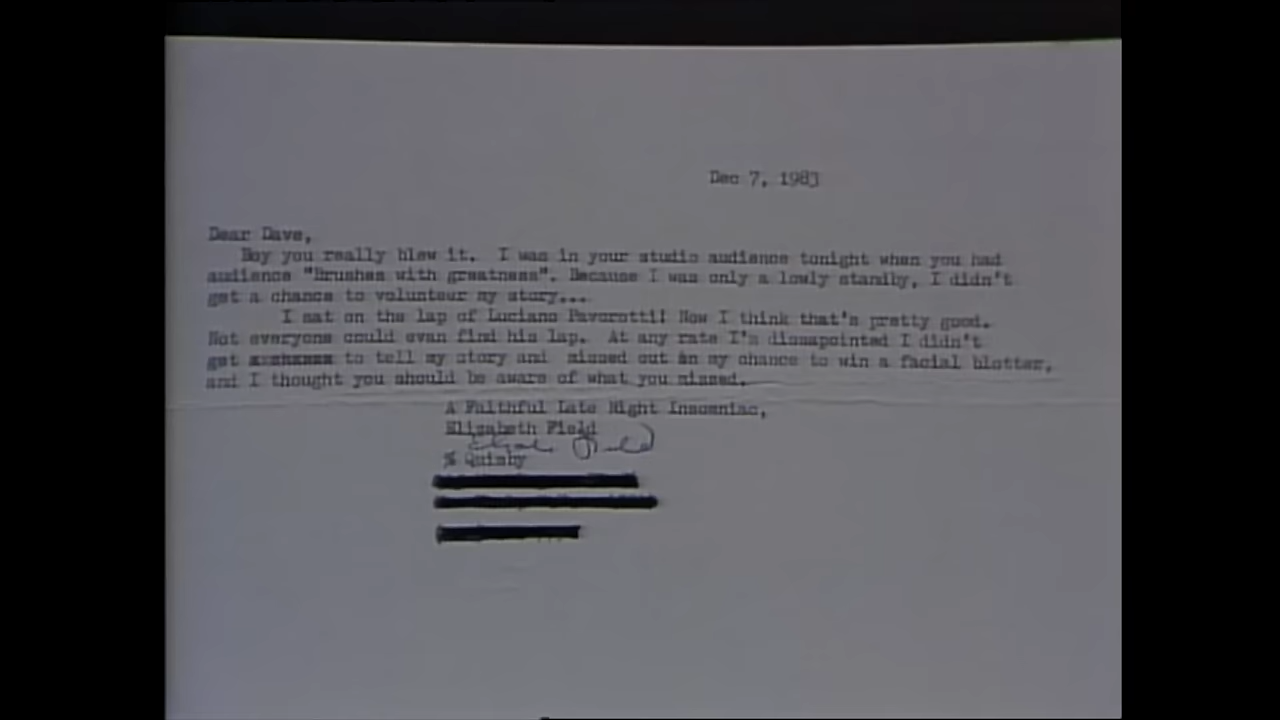 Dec 7, 1983
Dear Dave,
Boy you really blew it. I was in your studio audience tonight when you had
audience "Brushes with greatness". Because I was only a lowly standby, I didn't
get a chance to volunteer my story...
I sat on the lap of Luciano Pavorotti! Now I think that's pretty good.
Not everyone could even find his lap. At any rate I'm dissapointed I didn't
get to tell my story and missed out on my chance to win a facial blotter,
and I thought you should be aware of what you missed.
A Faithful Late Night Insomniac,
Elizabeth Field
Field
% Quimby